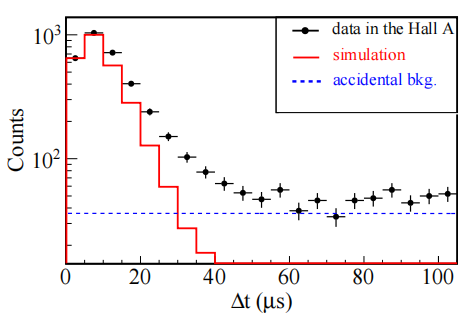 10³
data in the Hall A
simulation
accidental bkg.
Counts
10²
0 20 40 60 80 100
Δt (μs)